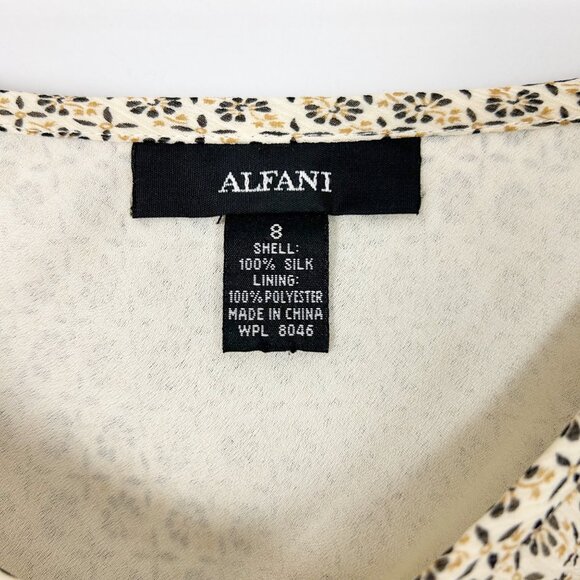 ALFANI
8
SHELL:
100% SILK
LINING:
100% POLYESTER
MADE IN CHINA
WPL 8046